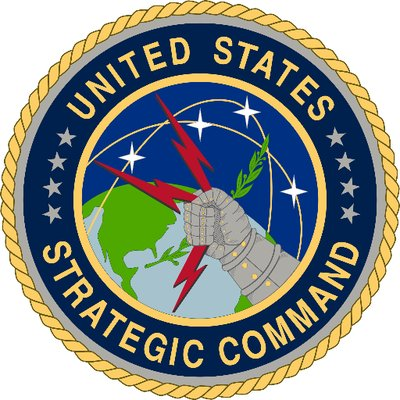 UNITED STATES
STRATEGIC COMMAND